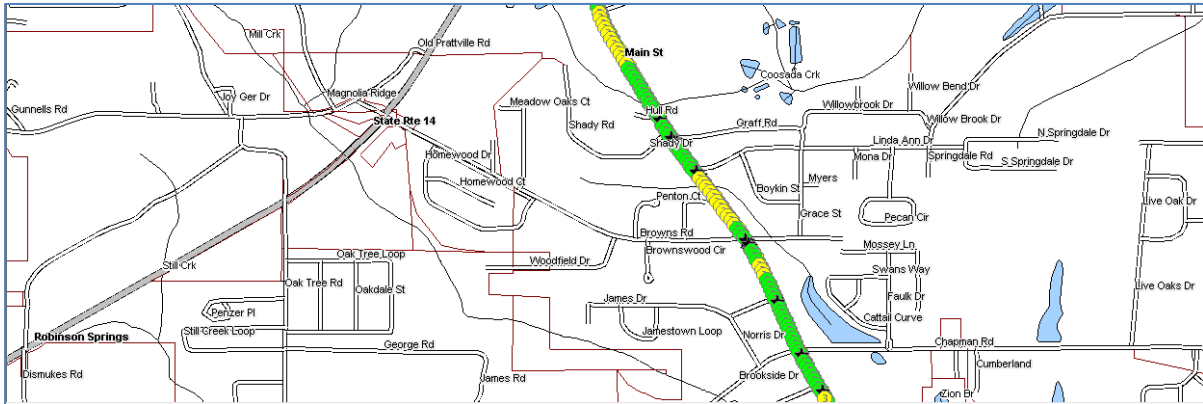 Mill Crk
Old Prattville Rd
Main St
Coosada Crk
Joy Ger Dr
Magnolia Ridge
Meadow Oaks Ct
Willow Bend Dr
Gunnells Rd
Hull Rd
Willowbrook Dr
State Rte 14
Shady Rd
Graff Rd
Willow Brook Dr
Shady Dr
Linda Ann Dr
N Springdale Dr
Homewood Dr
Mona Dr
Springdale Rd
S Springdale Dr
Homewood Ct
Boykin St
Myers
Penton Ct
Live Oak Dr
Grace St
Pecan Cir
Browns Rd
Brownswood Cir
Mossey Ln
Oak Tree Loop
Woodfield Dr
Still Crk
Swans Way
Oak Tree Rd
Oakdale St
Live Oaks Dr
James Dr
Faulk Dr
Penzer Pl
Cattail Curve
Still Creek Loop
Jamestown Loop
Norris Dr
Robinson Springs
George Rd
Chapman Rd
Cumberland
Dismukes Rd
James Rd
Brookside Dr
Zion Br
3